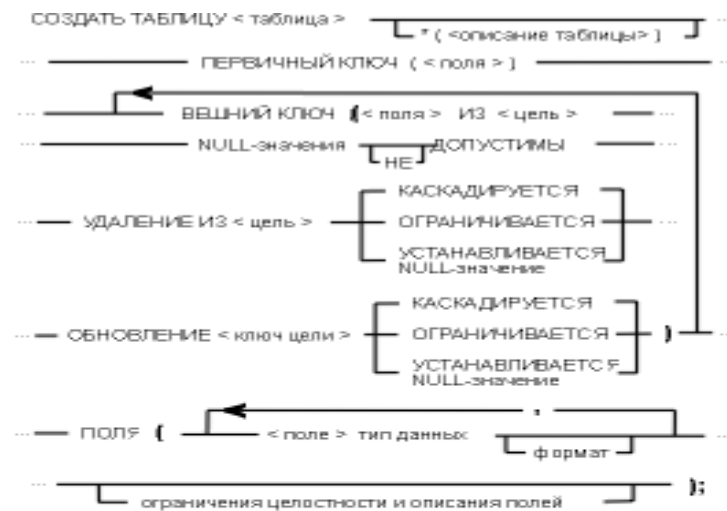 СОЗДАТЬ ТАБЛИЦУ < таблица >
* ( <описание таблицы> )
ПЕРВИЧНЫЙ КЛЮЧ ( < поля > )
ВЕШНИЙ КЛЮЧ (< поля > ИЗ < цель >
NULL-значения ДОПУСТИМЫ
НЕ
КАСКАДИРУЕТСЯ
УДАЛЕНИЕ ИЗ < цель > ОГРАНИЧИВАЕТСЯ
УСТАНАВЛИВАЕТСЯ
NULL-значение
КАСКАДИРУЕТСЯ
ОБНОВЛЕНИЕ < ключ цели > ОГРАНИЧИВАЕТСЯ )
УСТАНАВЛИВАЕТСЯ
NULL-значение
,
ПОЛЯ ( < поле > тип данных
формат
);
ограничения целостности и описания полей